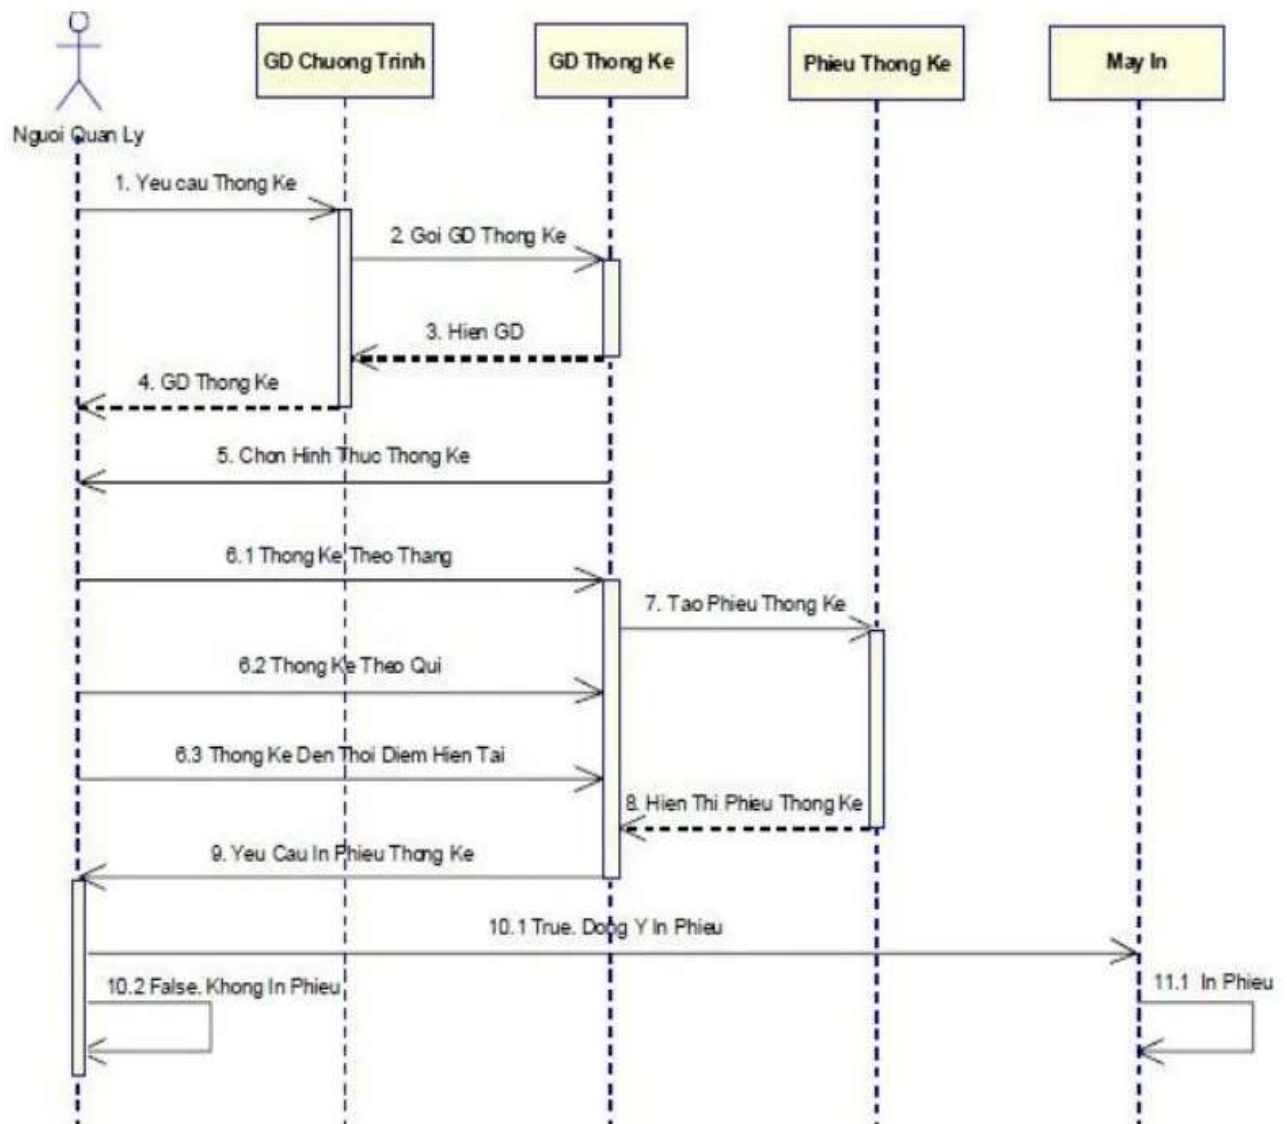 GD Chuong Trinh
GD Thong Ke
Phieu Thong Ke
May In
Nguoi Quan Ly
1. Yeu cau Thong Ke
2. Goi GD Thong Ke
3. Hien GD
4. GD Thong Ke
5. Chon Hinh Thuc Thong Ke
6.1 Thong Ke Theo Thang
7. Tao Phieu Thong Ke
6.2 Thong Ke Theo Qui
6.3 Thong Ke Den Thoi Diem Hien Tai
8. Hien Thi Phieu Thong Ke
9. Yeu Cau In Phieu Thong Ke
10.1 True. Dong Y In Phieu
10.2 False. Khong In Phieu
11.1 In Phieu